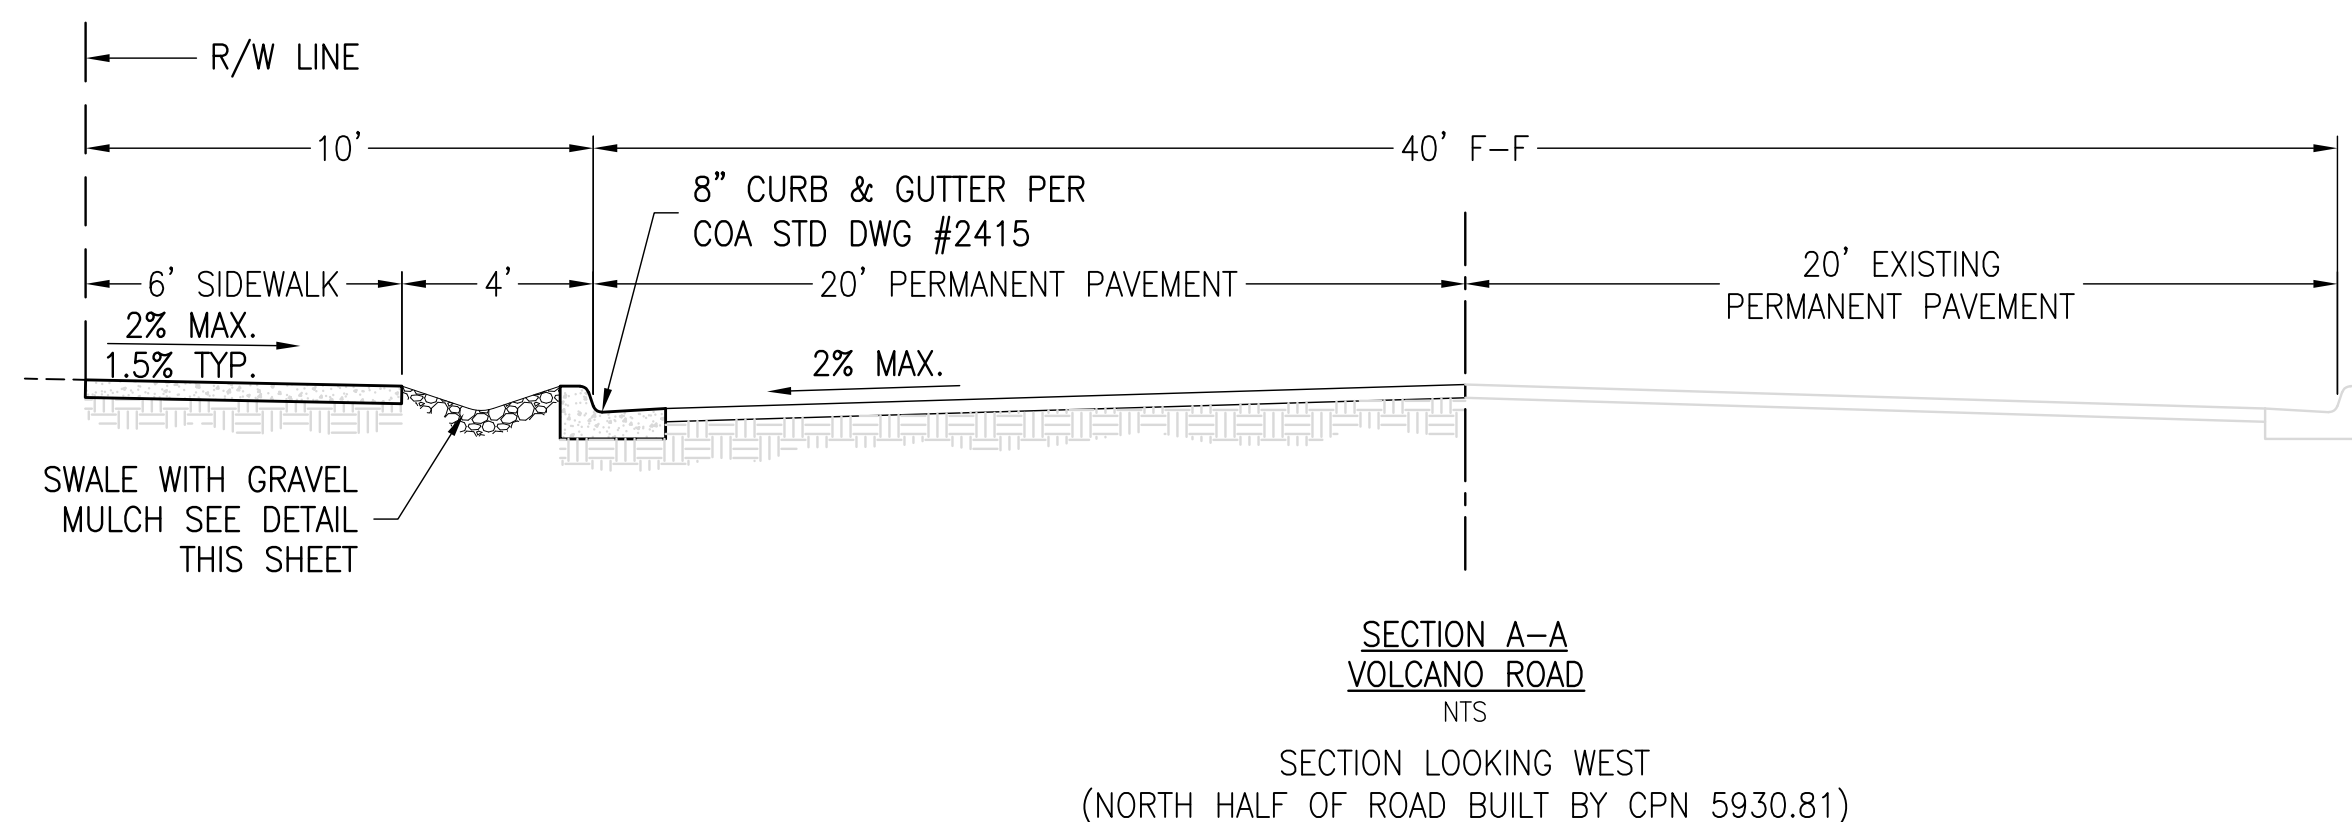 R/W LINE
10'
40' F-F
8" CURB & GUTTER PER
COA STD DWG #2415
6' SIDEWALK
4'
20' PERMANENT PAVEMENT
20' EXISTING
PERMANENT PAVEMENT
2% MAX.
1.5% TYP.
2% MAX.
SWALE WITH GRAVEL
MULCH SEE DETAIL
THIS SHEET
SECTION A-A
VOLCANO ROAD
NTS
SECTION LOOKING WEST
(NORTH HALF OF ROAD BUILT BY CPN 5930.81)